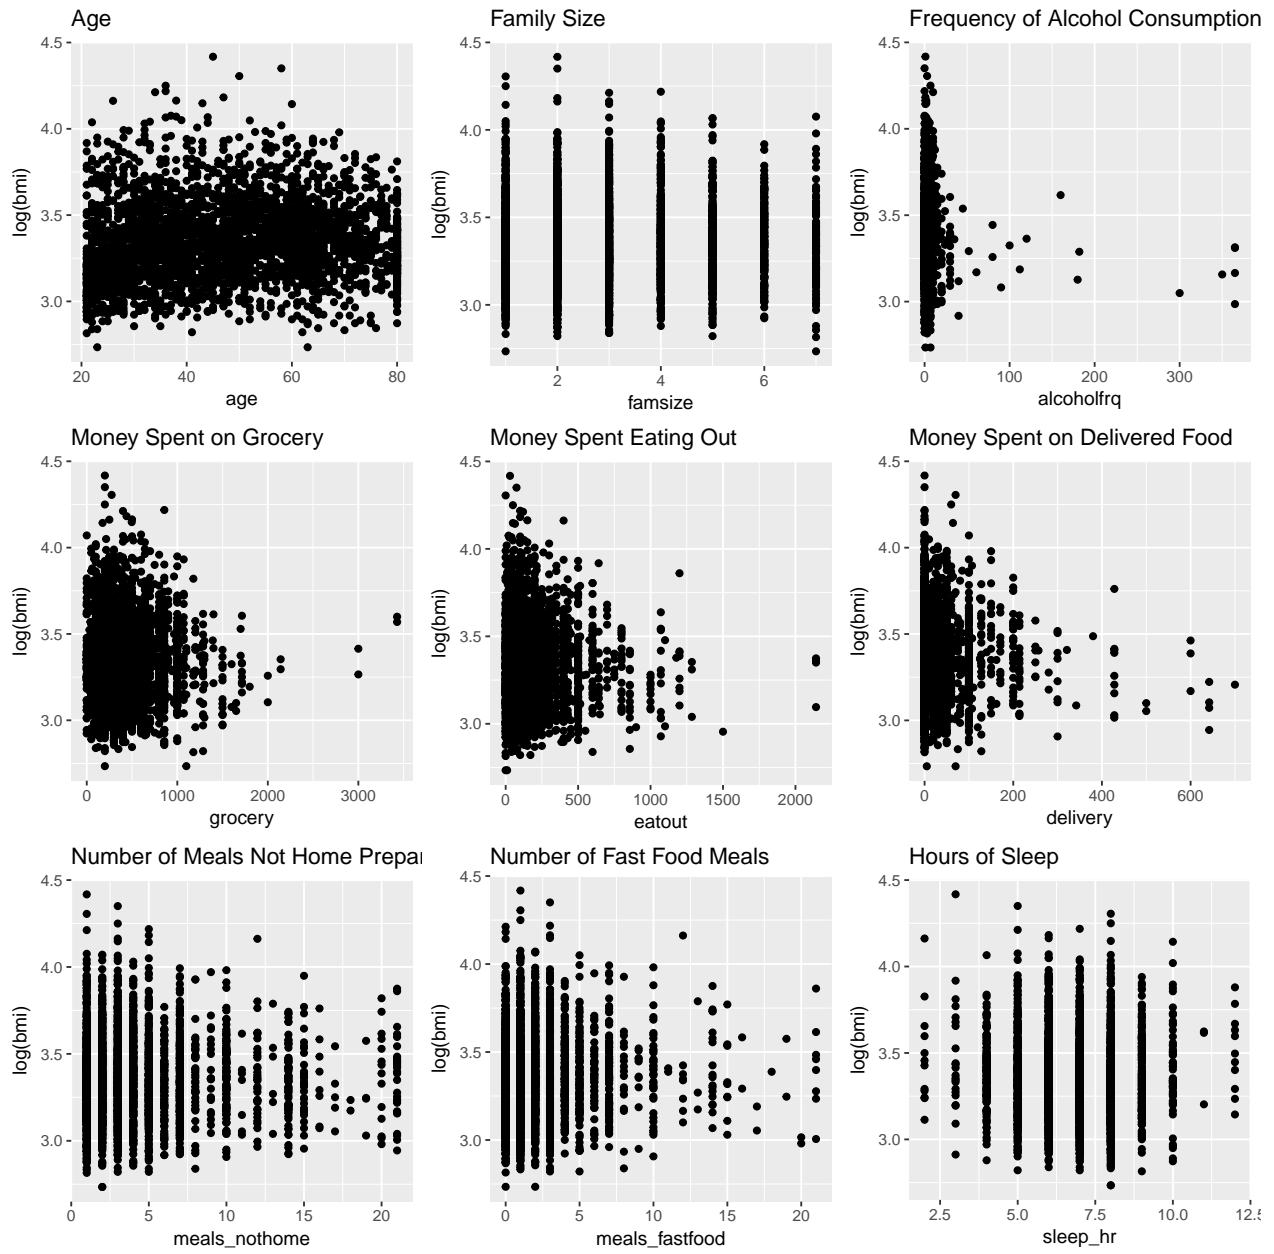 Age
4.5
4.0
3.5
3.0
log(bmi)
20 40 60 80
age
Family Size
4.5
4.0
3.5
3.0
log(bmi)
2 4 6
famsize
Frequency of Alcohol Consumption
4.5
4.0
3.5
3.0
log(bmi)
0 100 200 300
alcoholfrq
Money Spent on Grocery
4.5
4.0
3.5
3.0
log(bmi)
0 1000 2000 3000
grocery
Money Spent Eating Out
4.5
4.0
3.5
3.0
log(bmi)
0 500 1000 1500 2000
eatout
Money Spent on Delivered Food
4.5
4.0
3.5
3.0
log(bmi)
0 200 400 600
delivery
Number of Meals Not Home Prepar
4.5
4.0
3.5
3.0
log(bmi)
0 5 10 15 20
meals_nothome
Number of Fast Food Meals
4.5
4.0
3.5
3.0
log(bmi)
0 5 10 15 20
meals_fastfood
Hours of Sleep
4.5
4.0
3.5
3.0
log(bmi)
2.5 5.0 7.5 10.0 12.5
sleep_hr